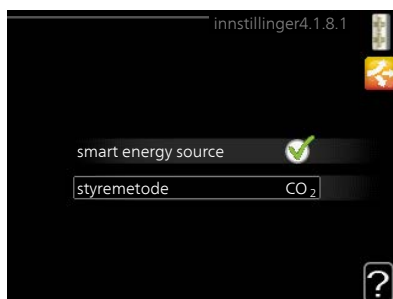 innstillinger4.1.8.1
smart energy source
styremetode CO₂
?